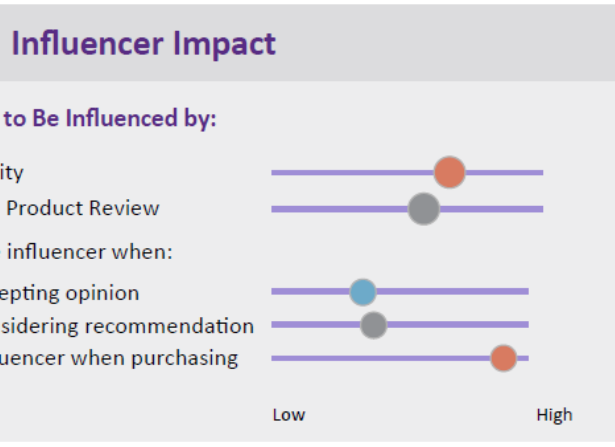 Influencer Impact
to Be Influenced by:
ity
Product Review
influencer when:
epting opinion
sidering recommendation
uencer when purchasing
Low High